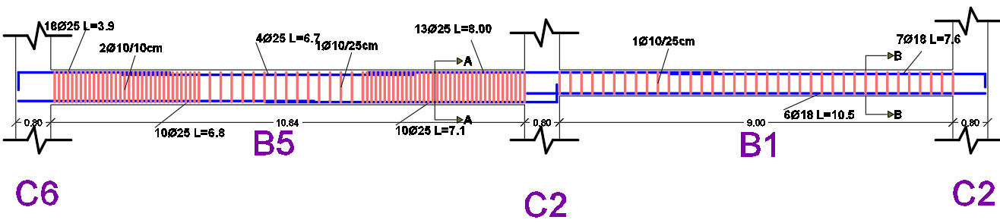 18Ø25 L=3.9
2Ø10/10cm
4Ø25 L=6.7
1Ø10/25cm
13Ø25 L=8.00
A
1Ø10/25cm
B
7Ø18 L=7.6
0.80
10.64
10Ø25 L=6.8
10Ø25 L=7.1
A
0.80
9.00
6Ø18 L=10.5
B
0.80
B5
B1
C6
C2
C2